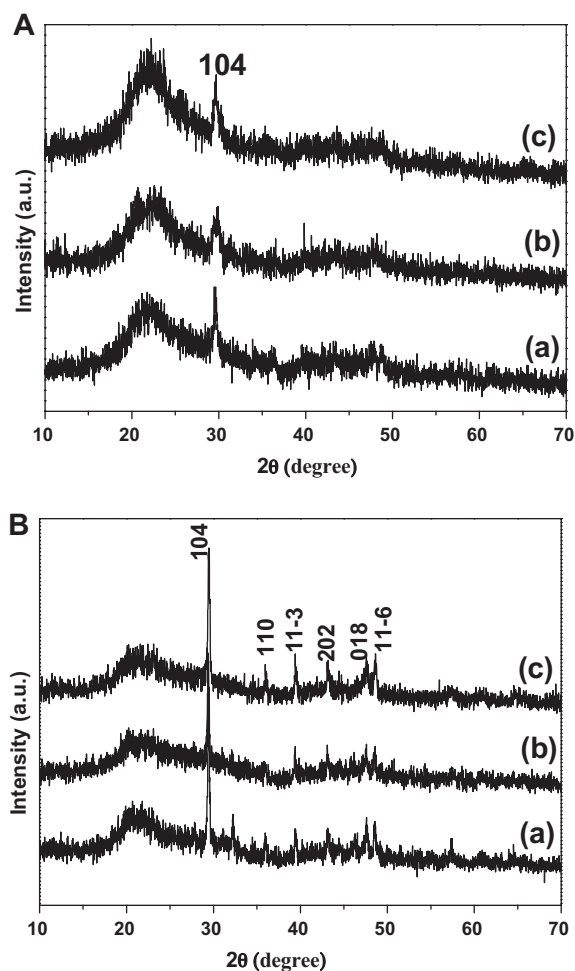 A
104
(c)
(b)
(a)
Intensity (a.u.)
10 20 30 40 50 60 70
2θ (degree)
B
104
110
11-3
202
018
11-6
(c)
(b)
(a)
Intensity (a.u.)
10 20 30 40 50 60 70
2θ (degree)